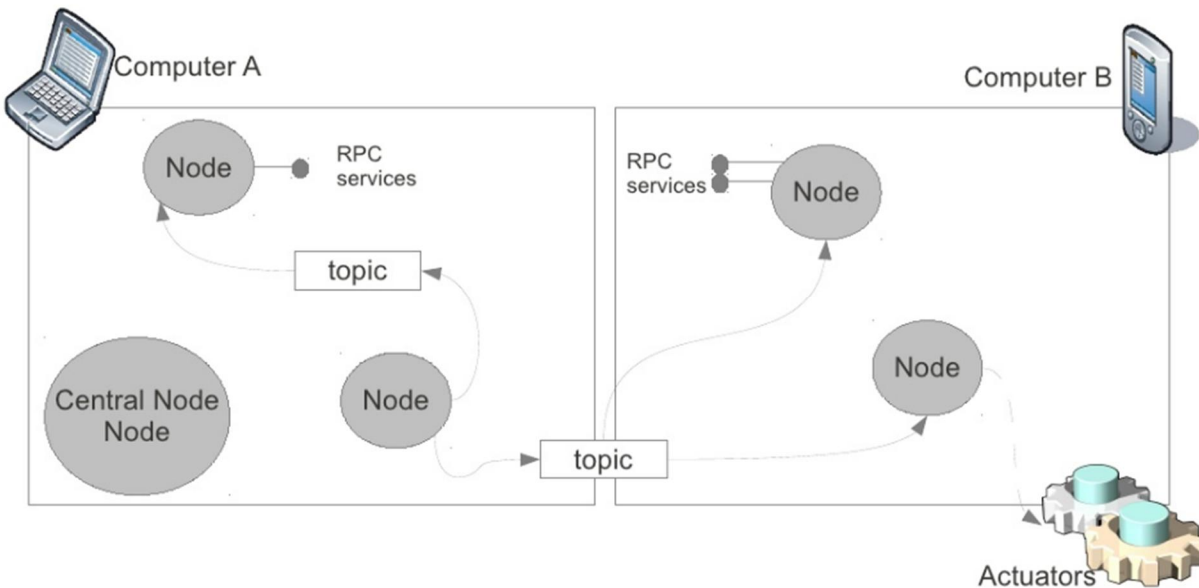 Computer A
Computer B
Node
RPC
services
topic
Central Node
Node
Node
RPC
services
Node
Node
topic
Actuators